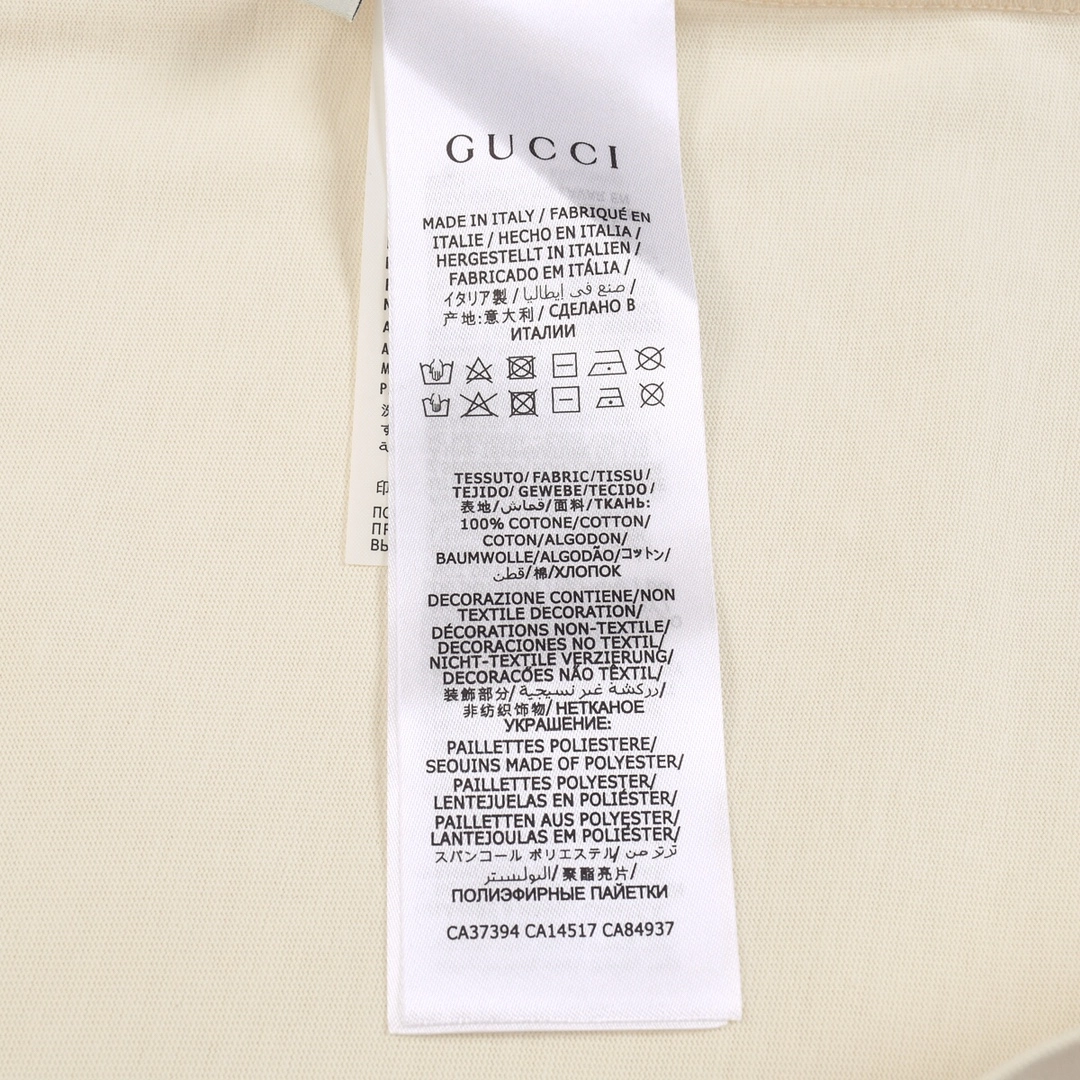 GUCCI
MADE IN ITALY / FABRIQUÉ EN
ITALIE / HECHO EN ITALIA /
HERGESTELLT IN ITALIEN /
FABRICADO EM ITÁLIA /
イタリア製 / صنع في إيطاليا /
产地:意大利 / СДЕЛАНО В
ИТАЛИИ
TESSUTO/FABRIC/TISSU/
TEJIDO/ GEWEBE/TECIDO/
表地/قماش/面料/ТКАНЬ:
100% COTONE/COTTON/
COTON/ALGODON/
BAUMWOLLE/ALGODÃO/コットン/
قطن/棉/ХЛОПОК
DECORAZIONE CONTIENE/NON
TEXTILE DECORATION/
DÉCORATIONS NON-TEXTILE/
DECORACIONES NO TEXTIL/
NICHT-TEXTILE VERZIERUNG/
DECORACÕES NÃO TÊXTIL/
装飾部分/زركشة غير نسيجية/
非纺织饰物/ НЕТКАНОЕ
УКРАШЕНИЕ:
PAILLETTES POLIESTERE/
SEOUINS MADE OF POLYESTER/
PAILLETTES POLYESTER/
LENTEJUELAS EN POLIÉSTER/
PAILLETTEN AUS POLYESTER/
LANTEJOULAS EM POLIÉSTER/
スパンコール ポリエステル/ ترتر من
البوليستر/ 聚酯亮片/
ПОЛИЭФИРНЫЕ ПАЙЕТКИ
CA37394 CA14517 CA84937